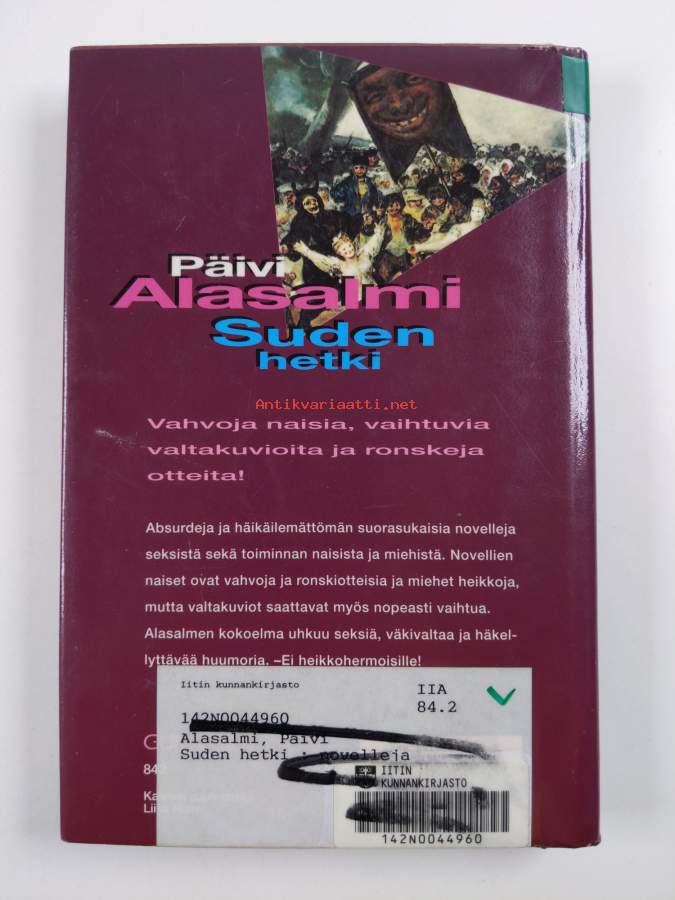 Päivi
Alasalmi
Suden
hetki
Antikvariaatti.net
Vahvoja naisia, vaihtuvia
valtakuvioita ja ronskeja
otteita!
Absurdeja ja häikäilemättömän suorasukaisia novelleja
seksistä sekä toiminnan naisista ja miehistä. Novellien
naiset ovat vahvoja ja ronskiotteisia ja miehet heikkoja,
mutta valtakuviot saattavat myös nopeasti vaihtua.
Alasalmen kokoelma uhkuu seksiä, väkivaltaa ja häkel-
lyttävää huumoria. –Ei heikkohermoisille!
Iitin kunnankirjasto
IIA
84.2
142N0044960
Alasalmi, Päivi
Suden hetki : novelleja
IITIN
KUNNANKIRJASTO
142N0044960